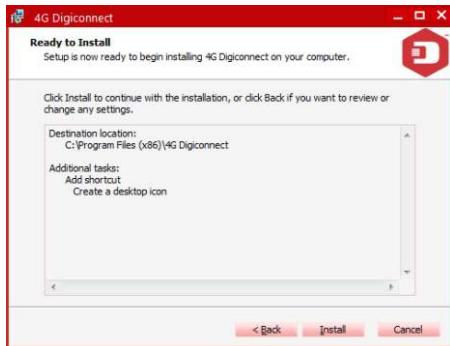 4G Digiconnect
Ready to Install
Setup is now ready to begin installing 4G Digiconnect on your computer.
Click Install to continue with the installation, or click Back if you want to review or
change any settings.
Destination location:
C:\Program Files (x86)\4G Digiconnect
Additional tasks:
Add shortcut
Create a desktop icon
< Back
Install
Cancel